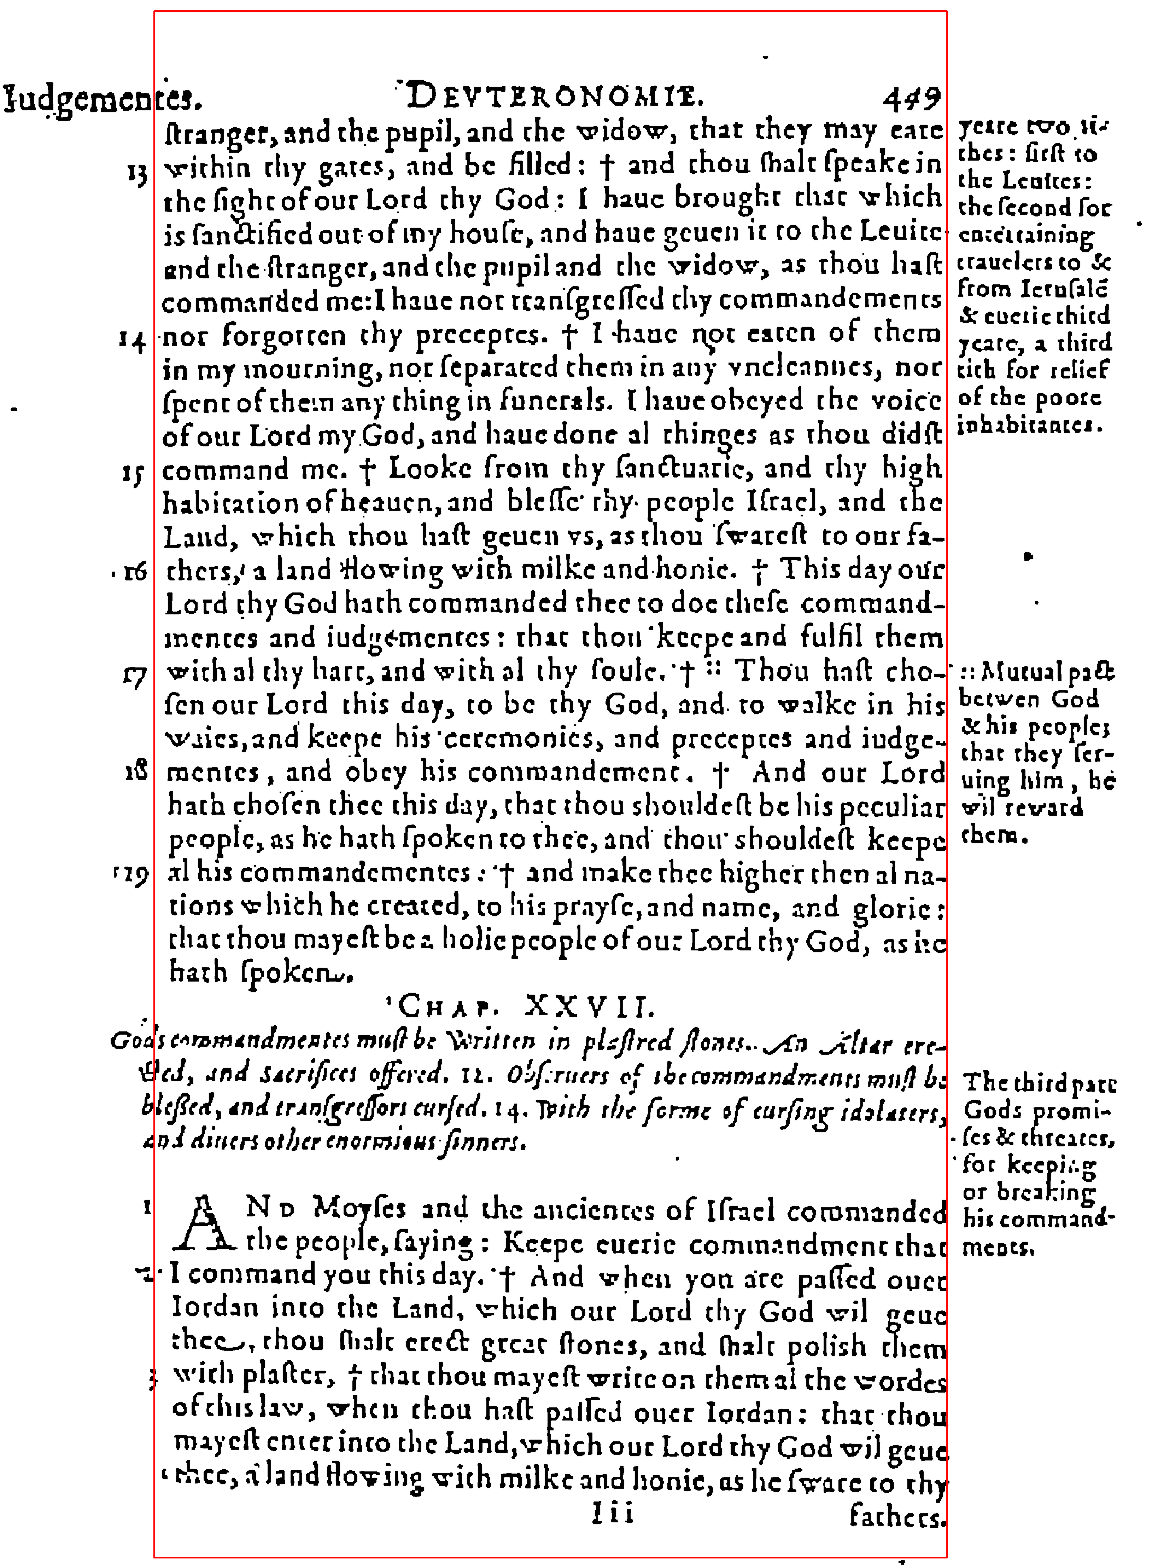 Iudgementes. DEVTERONOMIE. 449
ſtranger, and the pupil, and the widow, that they may eate
13 within thy gates, and be filled: † and thou ſhalt ſpeake in
the ſight of our Lord thy God: I haue brought that which
is ſanctified out of my houſe, and haue geuen it to the Leuite
and the ſtranger, and the pupil and the widow, as thou haſt
commanded me: I haue not tranſgreſſed thy commandements
14 nor forgotten thy preceptes. † I haue not eaten of them
in my mourning, nor ſeparated them in any vncleannes, nor
ſpent of them any thing in funerals. I haue obeyed the voice
of our Lord my God, and haue done al thinges as thou didſt
15 command me. † Looke from thy ſanctuarie, and thy high
habitation of heauen, and bleſſe thy people Iſrael, and the
Land, which thou haſt geuen vs, as thou ſwareſt to our fa-
16 thers, a land flowing with milke and honie. † This day our
Lord thy God hath commanded thee to doe theſe command-
mentes and iudgementes: that thou keepe and fulfil them
17 with al thy hart, and with al thy ſoule. † :: Thou haſt cho-
ſen our Lord this day, to be thy God, and to walke in his
waies, and keepe his ceremonies, and preceptes and iudge-
18 mentes, and obey his commandement. † And our Lord
hath choſen thee this day, that thou shouldeſt be his peculiar
people, as he hath ſpoken to thee, and thou shouldeſt keepe
19 al his commandementes: † and make thee higher then al na-
tions which he created, to his prayſe, and name, and glorie:
that thou mayeſt be a holie people of our Lord thy God, as he
hath ſpoken.
yeare two ti-
thes: firſt to
the Leuites:
the ſecond for
entertaining
trauelers to &
from Ieruſalē
& euerie third
yeare, a third
tith for relief
of the poore
inhabitantes.
:: Mutual pact
betwen God
& his people;
that they ſer-
uing him, he
wil reward
them.
CHAP. XXVII.
Gods commandmentes muſt be Written in plaſtred ſtones. An Altar ere-
cted, and Sacrifices offered. 12. Obſeruers of the commandments muſt be
bleſſed, and tranſgreſſors curſed. 14. With the forme of curſing idolaters,
and diuers other enormious ſinners.
1 AND Moyſes and the ancientes of Iſrael commanded
the people, ſaying: Keepe euerie commandment that
2 I command you this day. † And when you are paſſed ouer
Iordan into the Land, which our Lord thy God wil geue
thee, thou ſhalt erect great ſtones, and ſhalt polish them
3 with plaſter, † that thou mayeſt write on them al the wordes
of this law, when thou haſt paſſed ouer Iordan: that thou
mayeſt enter into the Land, which our Lord thy God wil geue
thee, a land flowing with milke and honie, as he ſware to thy
Iii fathers.
The third part
Gods promi-
ſes & threates,
for keeping
or breaking
his command-
ments.